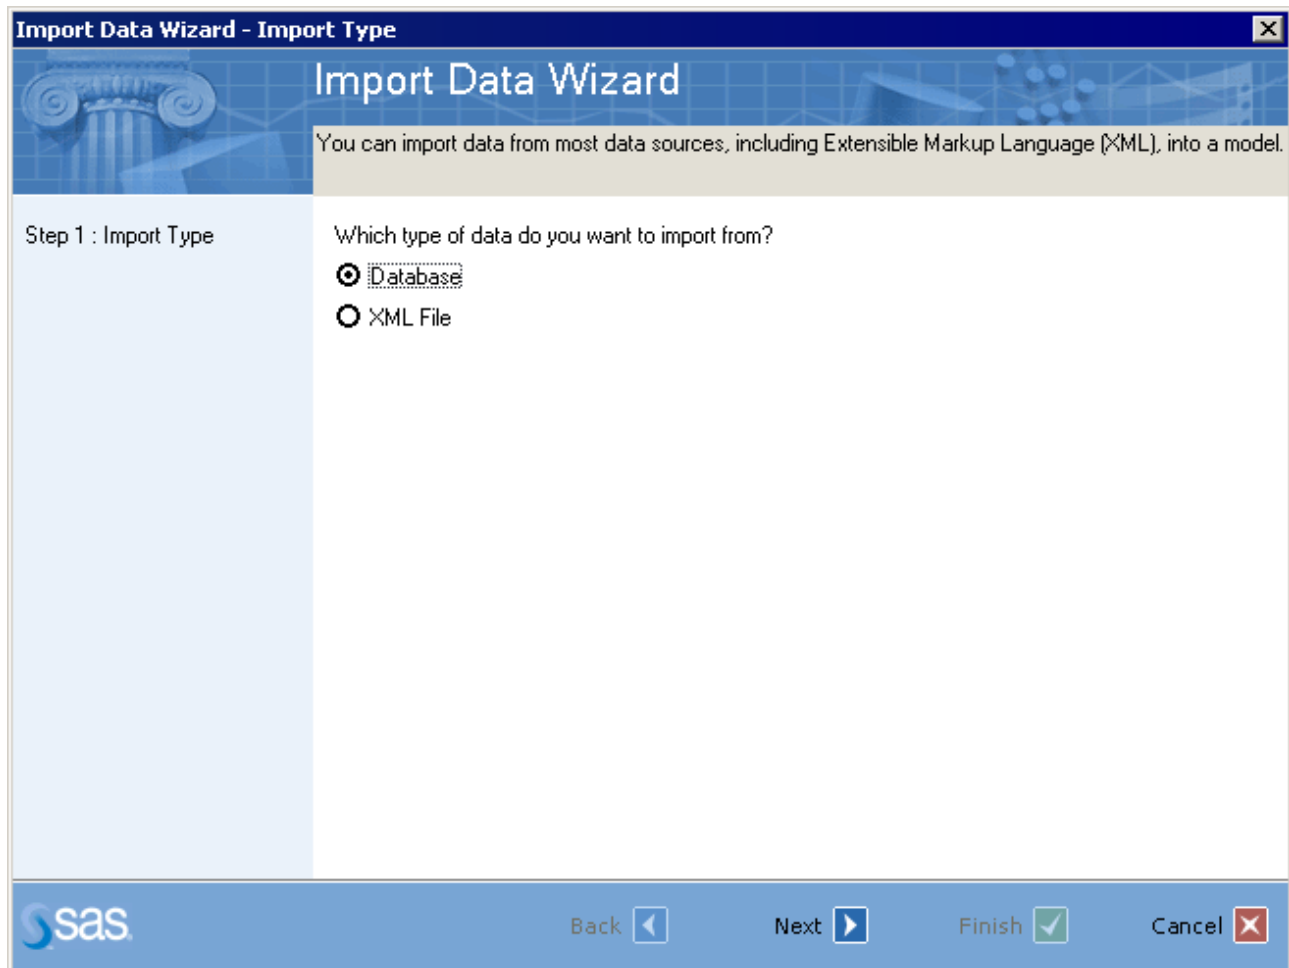 Import Data Wizard - Import Type
Import Data Wizard
You can import data from most data sources, including Extensible Markup Language (XML), into a model.
Step 1 : Import Type
Which type of data do you want to import from?
Database
XML File
sas.
Back
Next
Finish
Cancel